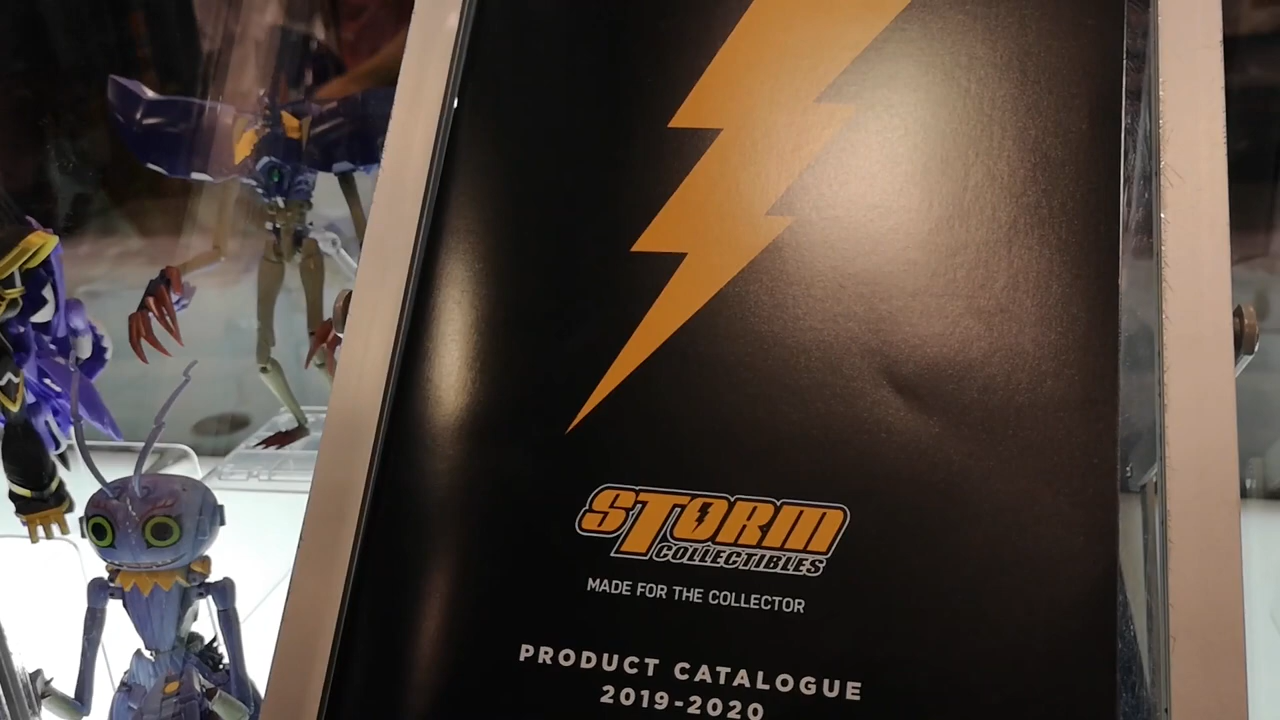 STORM
COLLECTIBLES
MADE FOR THE COLLECTOR
PRODUCT CATALOGUE
2019-2020